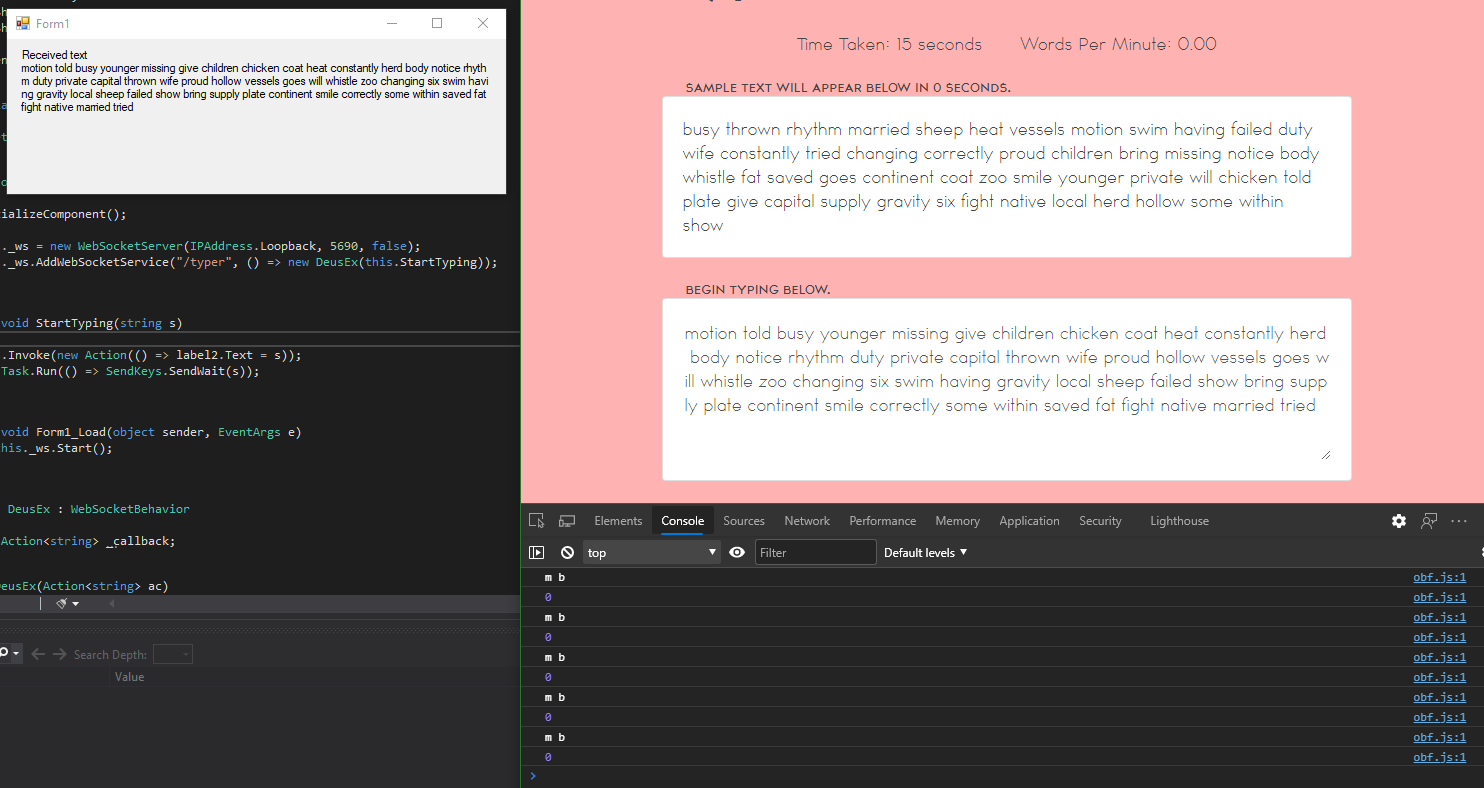 Form1
Received text
motion told busy younger missing give children chicken coat heat constantly herd body notice rhyth
m duty private capital thrown wife proud hollow vessels goes will whistle zoo changing six swim havi
ng gravity local sheep failed show bring supply plate continent smile correctly some within saved fat
fight native married tried
ializeComponent();
._ws = new WebSocketServer(IPAddress.Loopback, 5690, false);
._ws.AddWebSocketService("/typer", () => new DeusEx(this.StartTyping));
void StartTyping(string s)
.Invoke(new Action(() => label2.Text = s));
Task.Run(() => SendKeys.SendWait(s));
void Form1_Load(object sender, EventArgs e)
his._ws.Start();
DeusEx : WebSocketBehavior
Action<string> _callback;
DeusEx(Action<string> ac)
Search Depth:
Value
Time Taken: 15 seconds Words Per Minute: 0.00
SAMPLE TEXT WILL APPEAR BELOW IN 0 SECONDS.
busy thrown rhythm married sheep heat vessels motion swim having failed duty
wife constantly tried changing correctly proud children bring missing notice body
whistle fat saved goes continent coat zoo smile younger private will chicken told
plate give capital supply gravity six fight native local herd hollow some within
show
BEGIN TYPING BELOW.
motion told busy younger missing give children chicken coat heat constantly herd
body notice rhythm duty private capital thrown wife proud hollow vessels goes w
ill whistle zoo changing six swim having gravity local sheep failed show bring supp
ly plate continent smile correctly some within saved fat fight native married tried
Elements Console Sources Network Performance Memory Application Security Lighthouse
top Filter Default levels
m b obf.js:1
0 obf.js:1
m b obf.js:1
0 obf.js:1
m b obf.js:1
0 obf.js:1
m b obf.js:1
0 obf.js:1
m b obf.js:1
0 obf.js:1